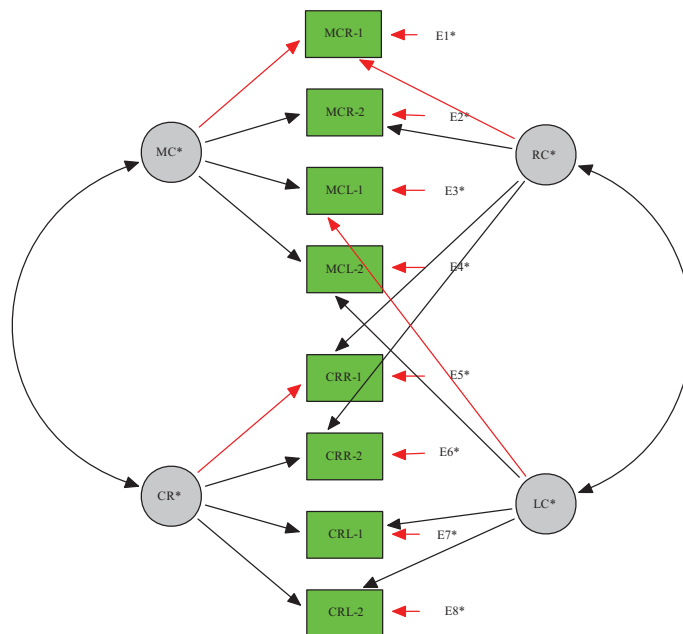 MCR-1
E1*
MCR-2
E2*
MC*
RC*
MCL-1
E3*
MCL-2
E4*
CRR-1
E5*
CRR-2
E6*
CR*
LC*
CRL-1
E7*
CRL-2
E8*